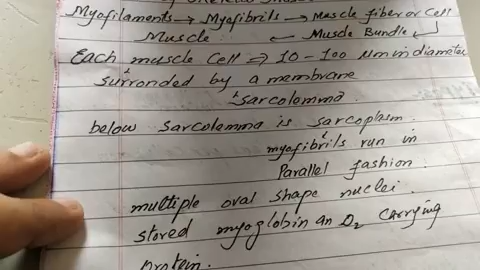 Myofilaments → Myofibrils → Muscle fiber or Cell
Muscle ← Muscle Bundle ↵
Each muscle Cell ⇒ 10 - 100 μm in diameter
surronded by a membrane
↳ sarcolemma.
below sarcolemma is sarcoplasm.
myofibrils run in
Parallel fashion.
multiple oval shape nuclei.
stored myoglobin an O2 carrying
protein.